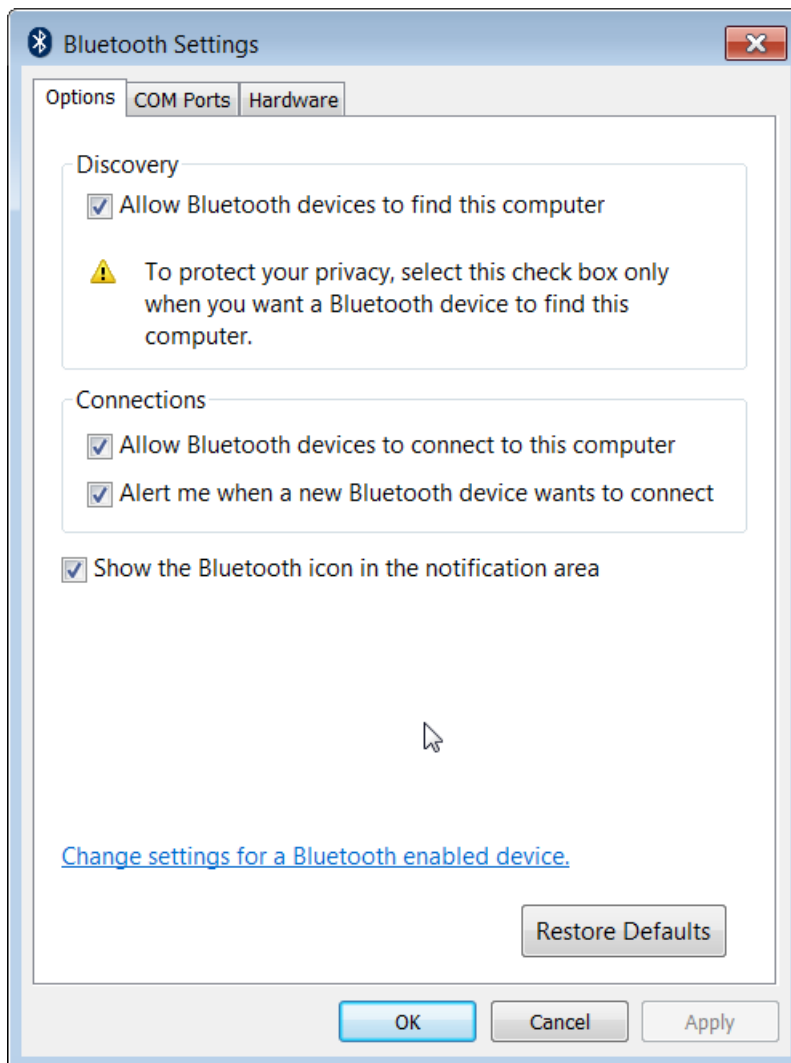 Bluetooth Settings
Options COM Ports Hardware
Discovery
Allow Bluetooth devices to find this computer
To protect your privacy, select this check box only
when you want a Bluetooth device to find this
computer.
Connections
Allow Bluetooth devices to connect to this computer
Alert me when a new Bluetooth device wants to connect
Show the Bluetooth icon in the notification area
Change settings for a Bluetooth enabled device.
Restore Defaults
OK Cancel Apply